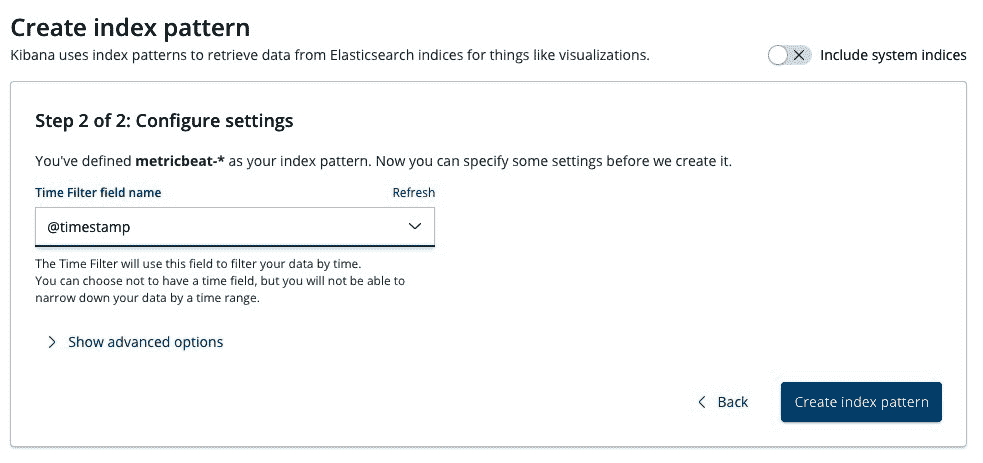 Create index pattern
Kibana uses index patterns to retrieve data from Elasticsearch indices for things like visualizations.
Include system indices
Step 2 of 2: Configure settings
You've defined metricbeat-* as your index pattern. Now you can specify some settings before we create it.
Time Filter field name
Refresh
@timestamp
The Time Filter will use this field to filter your data by time.
You can choose not to have a time field, but you will not be able to
narrow down your data by a time range.
Show advanced options
Back
Create index pattern